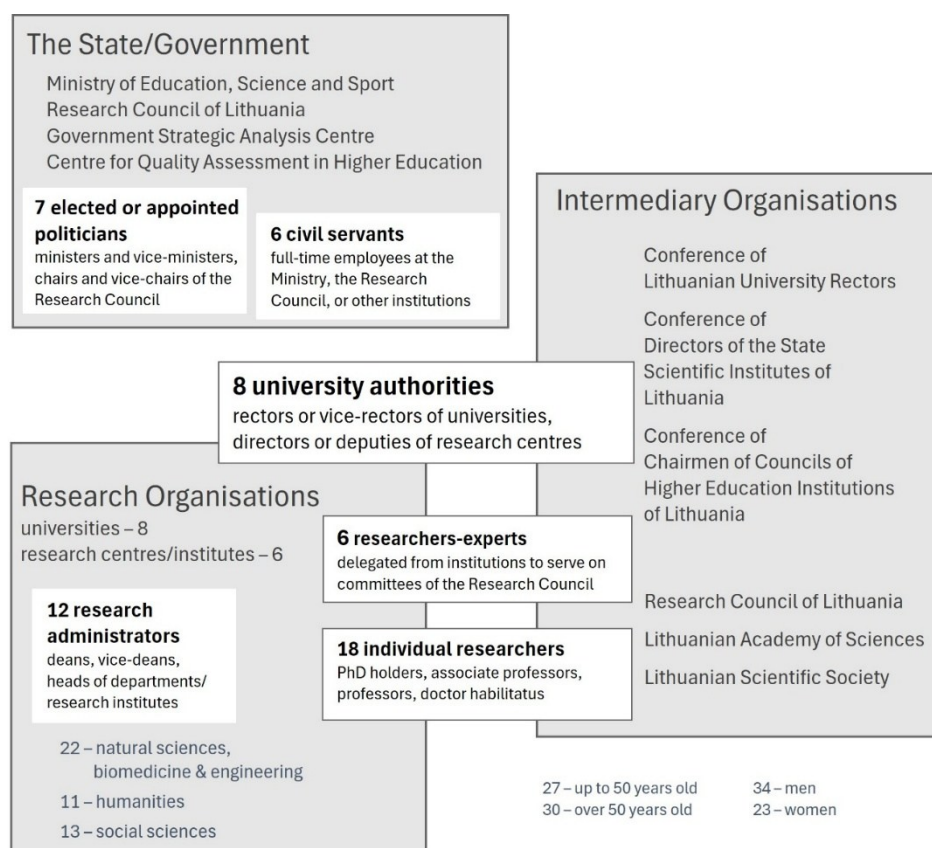 The State/Government
Ministry of Education, Science and Sport
Research Council of Lithuania
Government Strategic Analysis Centre
Centre for Quality Assessment in Higher Education
7 elected or appointed
politicians
ministers and vice-ministers,
chairs and vice-chairs of the
Research Council
6 civil servants
full-time employees at the
Ministry, the Research
Council, or other institutions
Intermediary Organisations
Conference of
Lithuanian University Rectors
Conference of
Directors of the State
Scientific Institutes of
Lithuania
Conference of
Chairmen of Councils of
Higher Education Institutions
of Lithuania
Research Council of Lithuania
Lithuanian Academy of Sciences
Lithuanian Scientific Society
8 university authorities
rectors or vice-rectors of universities,
directors or deputies of research centres
Research Organisations
universities – 8
research centres/institutes – 6
6 researchers-experts
delegated from institutions to serve on
committees of the Research Council
12 research
administrators
deans, vice-deans,
heads of departments/
research institutes
18 individual researchers
PhD holders, associate professors,
professors, doctor habilitatus
22 – natural sciences,
biomedicine & engineering
11 – humanities
13 – social sciences
27 – up to 50 years old
30 – over 50 years old
34 – men
23 – women